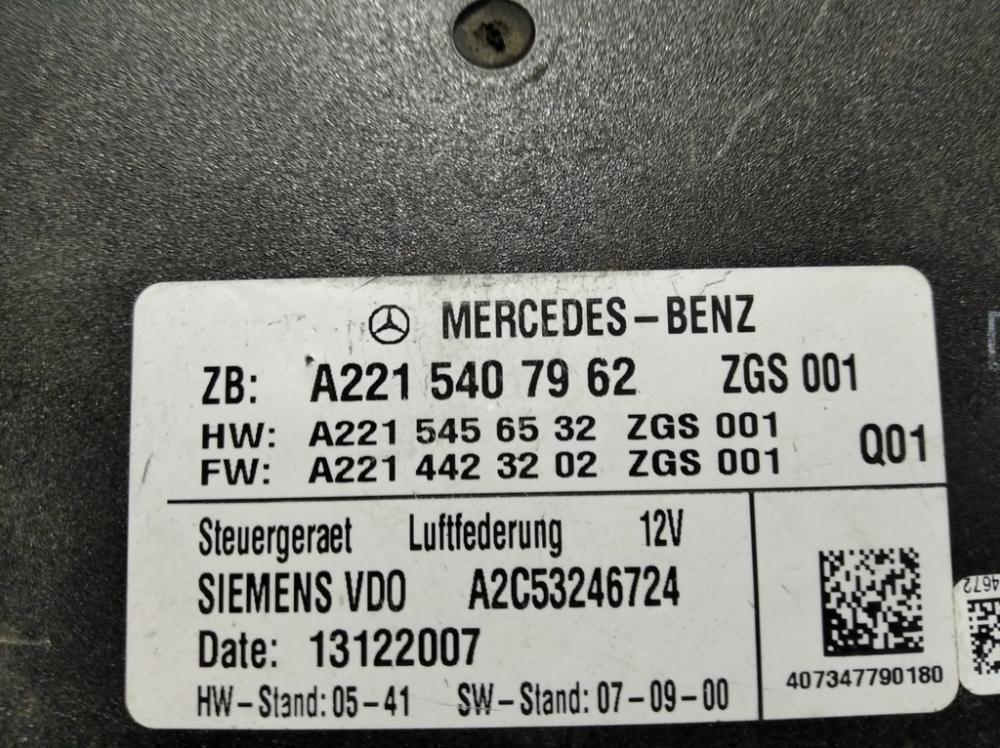 MERCEDES-BENZ
ZB: A221 540 79 62 ZGS 001
HW: A221 545 65 32 ZGS 001
FW: A221 442 32 02 ZGS 001
Q01
Steuergeraet Luftfederung 12V
SIEMENS VDO A2C53246724
Date: 13122007
HW-Stand: 05-41 SW-Stand: 07-09-00
407347790180
4672